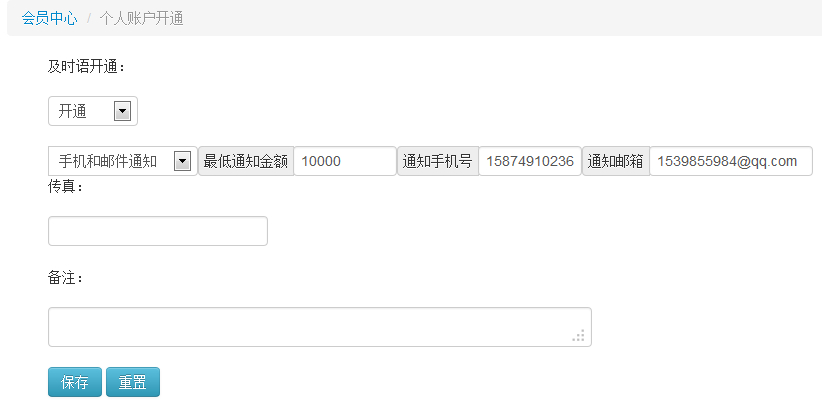 会员中心 / 个人账户开通
及时语开通：
开通
手机和邮件通知 最低通知金额 10000 通知手机号 15874910236 通知邮箱 1539855984@qq.com
传真：
备注：
保存 重置